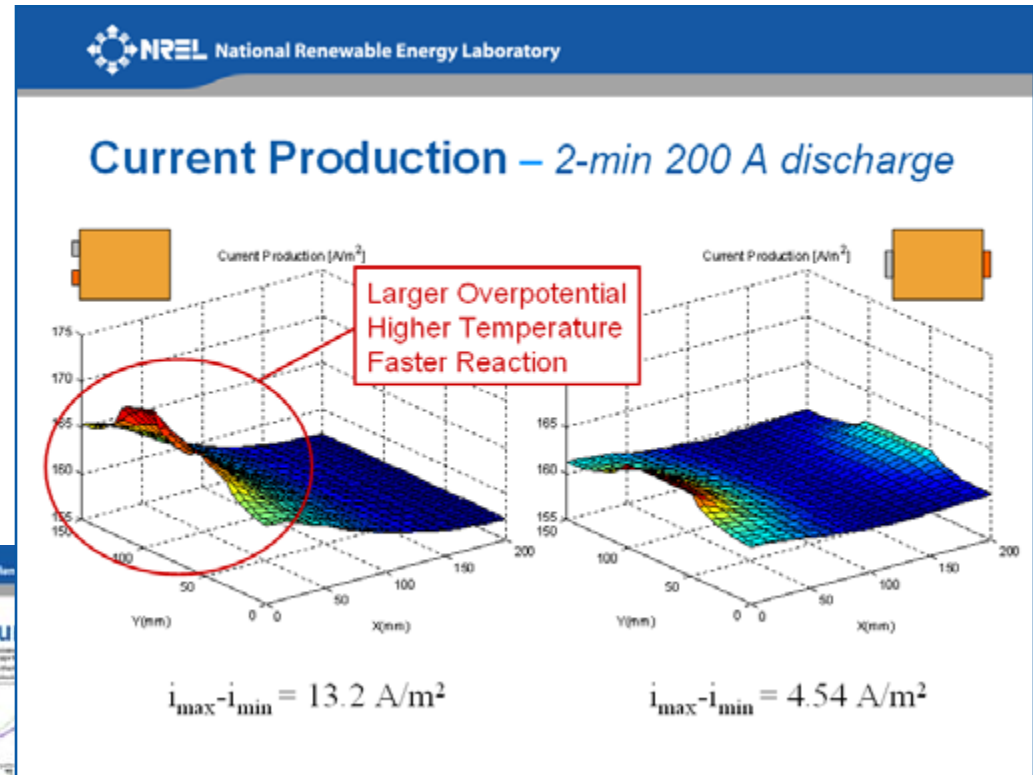 NREL National Renewable Energy Laboratory
Current Production – 2-min 200 A discharge
Current Production [A/m²]
Current Production [A/m²]
Larger Overpotential
Higher Temperature
Faster Reaction
175
170
165
160
155
150
100
50
0
Y(mm)
0
50
100
150
200
X(mm)
165
160
155
150
100
50
0
Y(mm)
0
50
100
150
200
X(mm)
imax-imin = 13.2 A/m²
imax-imin = 4.54 A/m²